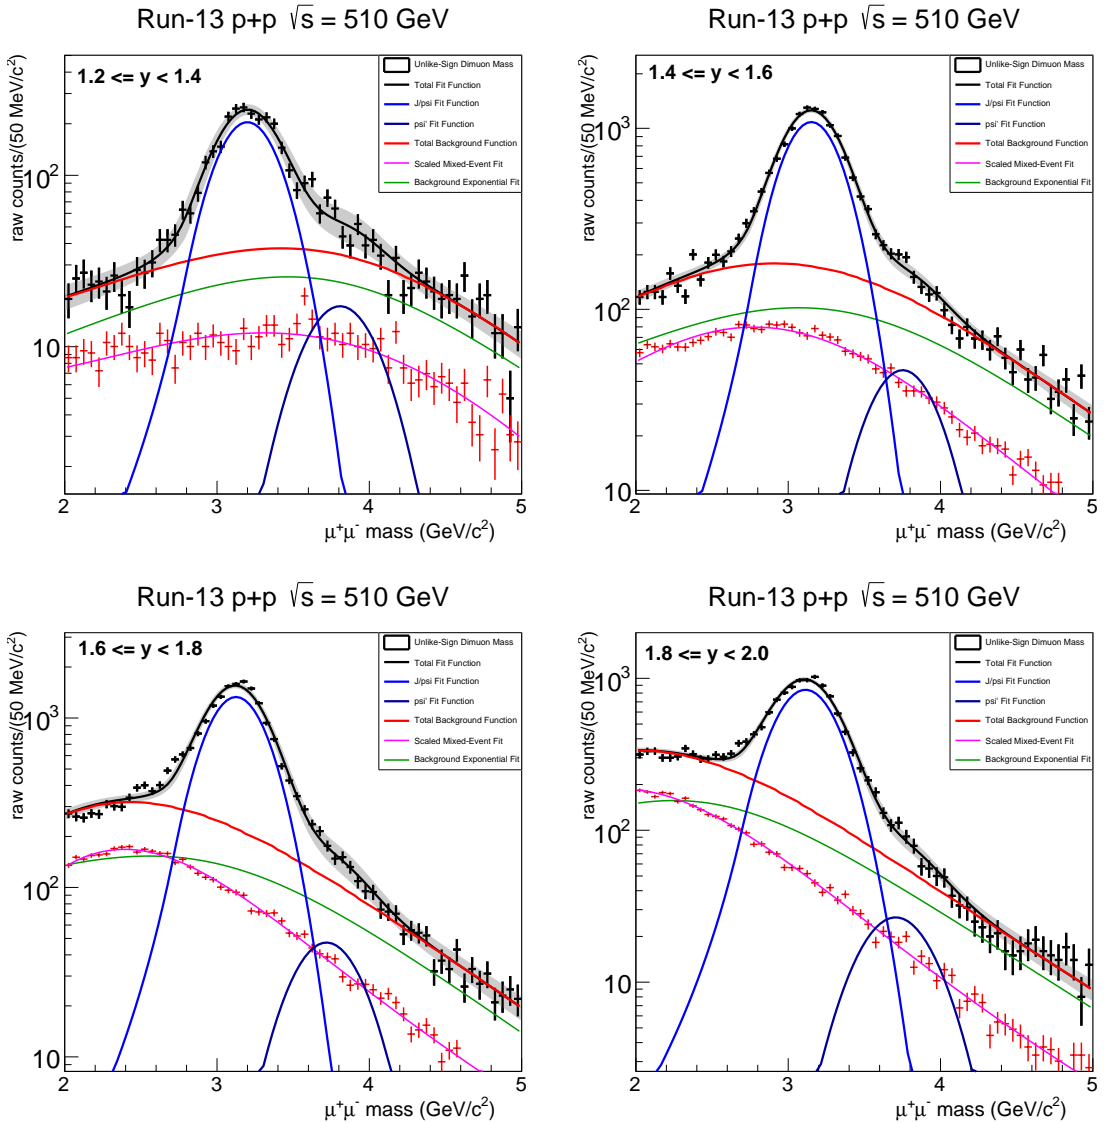 Run-13 p+p √s = 510 GeV
1.2 <= y < 1.4
Unlike-Sign Dimuon Mass
Total Fit Function
J/psi Fit Function
psi' Fit Function
Total Background Function
Scaled Mixed-Event Fit
Background Exponential Fit
raw counts/(50 MeV/c²)
10²
10
2 3 4 5
μ⁺μ⁻ mass (GeV/c²)
Run-13 p+p √s = 510 GeV
1.4 <= y < 1.6
Unlike-Sign Dimuon Mass
Total Fit Function
J/psi Fit Function
psi' Fit Function
Total Background Function
Scaled Mixed-Event Fit
Background Exponential Fit
raw counts/(50 MeV/c²)
10³
10²
10
2 3 4 5
μ⁺μ⁻ mass (GeV/c²)
Run-13 p+p √s = 510 GeV
1.6 <= y < 1.8
Unlike-Sign Dimuon Mass
Total Fit Function
J/psi Fit Function
psi' Fit Function
Total Background Function
Scaled Mixed-Event Fit
Background Exponential Fit
raw counts/(50 MeV/c²)
10³
10²
10
2 3 4 5
μ⁺μ⁻ mass (GeV/c²)
Run-13 p+p √s = 510 GeV
1.8 <= y < 2.0
Unlike-Sign Dimuon Mass
Total Fit Function
J/psi Fit Function
psi' Fit Function
Total Background Function
Scaled Mixed-Event Fit
Background Exponential Fit
raw counts/(50 MeV/c²)
10³
10²
10
2 3 4 5
μ⁺μ⁻ mass (GeV/c²)